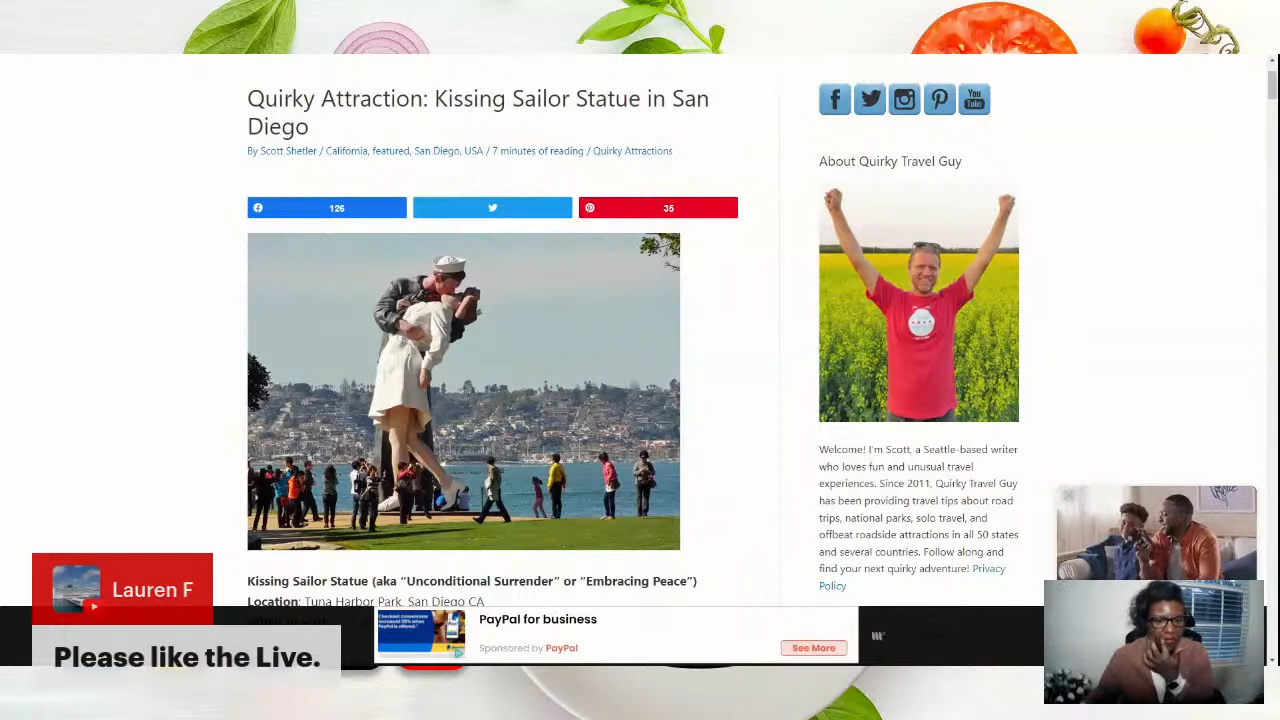 Quirky Attraction: Kissing Sailor Statue in San
Diego
By Scott Shetler / California, featured, San Diego, USA / 7 minutes of reading / Quirky Attractions
126
35
Kissing Sailor Statue (aka “Unconditional Surrender” or “Embracing Peace”)
Location: Tuna Harbor Park, San Diego CA
You
Tube
About Quirky Travel Guy
Welcome! I'm Scott, a Seattle-based writer
who loves fun and unusual travel
experiences. Since 2011, Quirky Travel Guy
has been providing travel tips about road
trips, national parks, solo travel, and
offbeat roadside attractions in all 50 states
and several countries. Follow along and
find your next quirky adventure! Privacy
Policy
Lauren F
Please like the Live.
PayPal for business
Sponsored by PayPal
See More